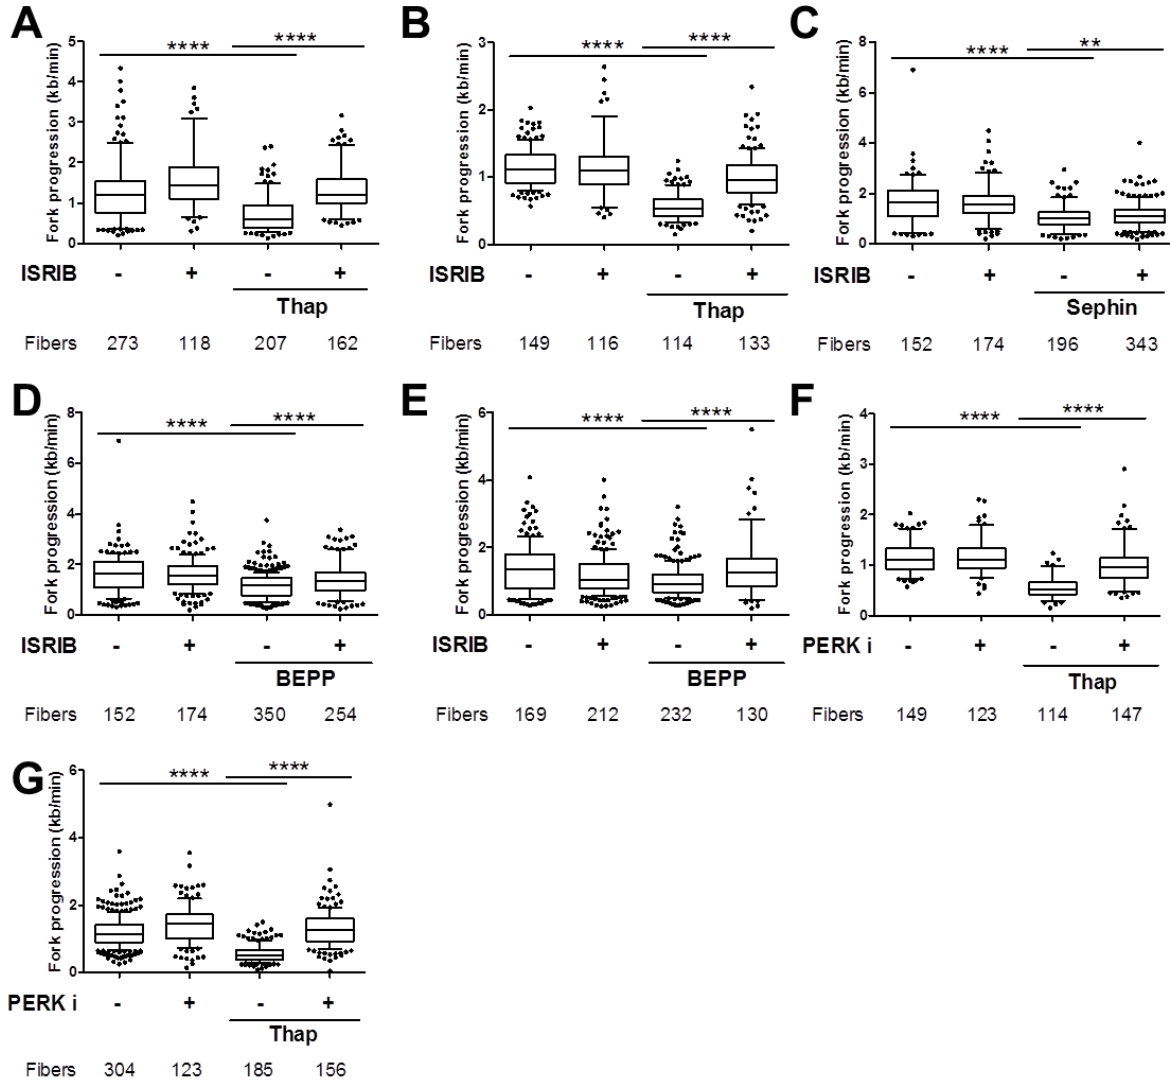 A
Fork progression (kb/min)
5
4
3
2
1
0
**** ****
ISRIB - + - +
Thap
Fibers 273 118 207 162
B
Fork progression (kb/min)
3
2
1
0
**** ****
ISRIB - + - +
Thap
Fibers 149 116 114 133
C
Fork progression (kb/min)
8
6
4
2
0
**** **
ISRIB - + - +
Sephin
Fibers 152 174 196 343
D
Fork progression (kb/min)
8
6
4
2
0
**** ****
ISRIB - + - +
BEPP
Fibers 152 174 350 254
E
Fork progression (kb/min)
6
4
2
0
**** ****
ISRIB - + - +
BEPP
Fibers 169 212 232 130
F
Fork progression (kb/min)
4
3
2
1
0
**** ****
PERK i - + - +
Thap
Fibers 149 123 114 147
G
Fork progression (kb/min)
6
4
2
0
**** ****
PERK i - + - +
Thap
Fibers 304 123 185 156